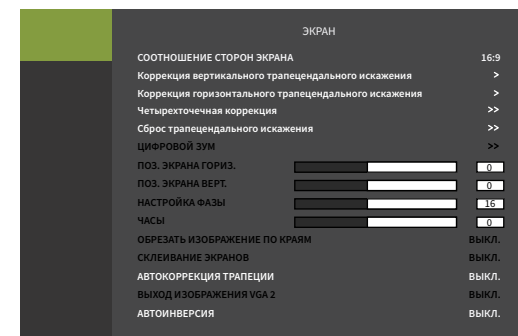 ЭКРАН
СООТНОШЕНИЕ СТОРОН ЭКРАНА 16:9
Коррекция вертикального трапецендального искажения >
Коррекция горизонтального трапецендального искажения >
Четырехточечная коррекция >>
Сброс трапецендального искажения >>
ЦИФРОВОЙ ЗУМ >>
ПОЗ. ЭКРАНА ГОРИЗ. 0
ПОЗ. ЭКРАНА ВЕРТ. 0
НАСТРОЙКА ФАЗЫ 16
ЧАСЫ 0
ОБРЕЗАТЬ ИЗОБРАЖЕНИЕ ПО КРАЯМ ВЫКЛ.
СКЛЕИВАНИЕ ЭКРАНОВ ВЫКЛ.
АВТОКОРРЕКЦИЯ ТРАПЕЦИИ ВЫКЛ.
ВЫХОД ИЗОБРАЖЕНИЯ VGA 2 ВЫКЛ.
АВТОИНВЕРСИЯ ВЫКЛ.